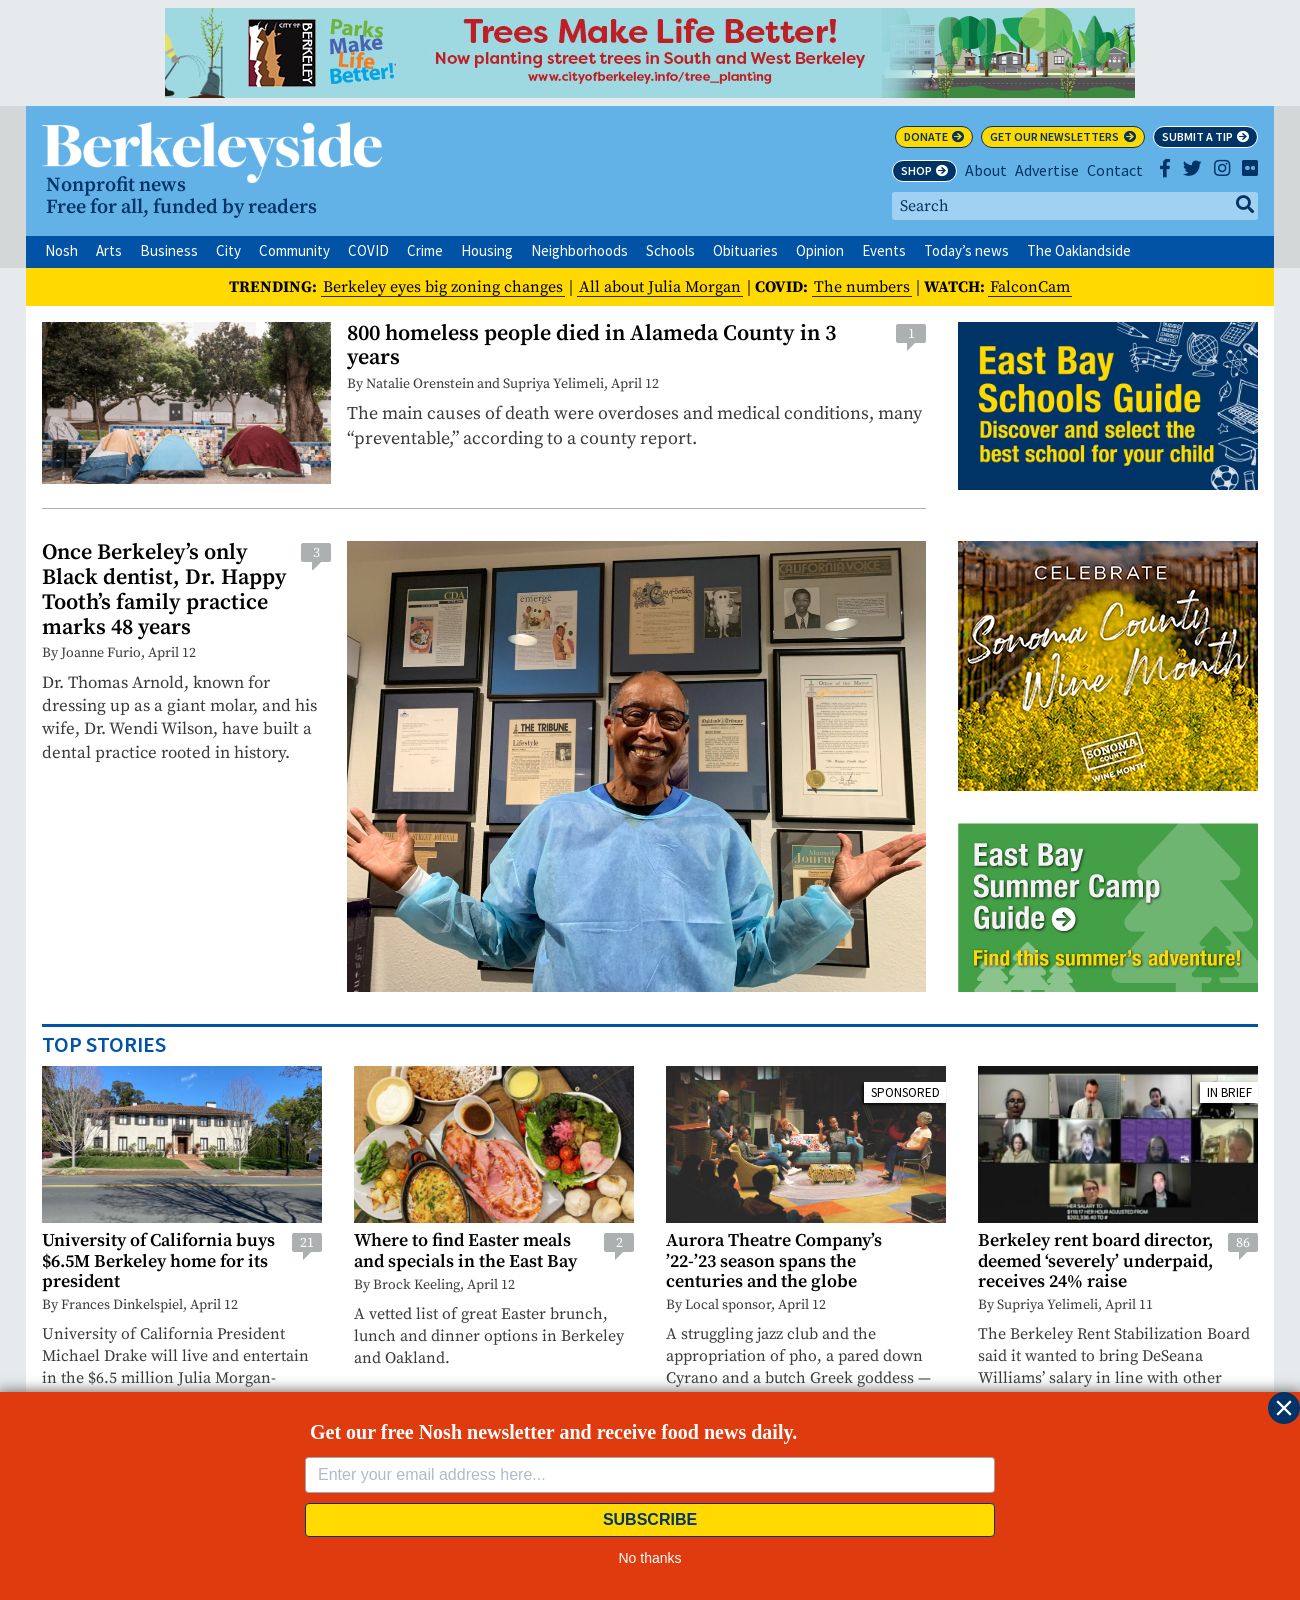 CITY OF
BERKELEY
Parks
Make
Life
Better!
Trees Make Life Better!
Now planting street trees in South and West Berkeley
www.cityofberkeley.info/tree_planting
Berkeleyside
Nonprofit news
Free for all, funded by readers
DONATE
GET OUR NEWSLETTERS
SUBMIT A TIP
SHOP
About Advertise Contact
Search
Nosh Arts Business City Community COVID Crime Housing Neighborhoods Schools Obituaries Opinion Events Today’s news The Oaklandside
TRENDING: Berkeley eyes big zoning changes | All about Julia Morgan | COVID: The numbers | WATCH: FalconCam
800 homeless people died in Alameda County in 3
years
1
By Natalie Orenstein and Supriya Yelimeli, April 12
The main causes of death were overdoses and medical conditions, many
“preventable,” according to a county report.
East Bay
Schools Guide
Discover and select the
best school for your child
Once Berkeley’s only
Black dentist, Dr. Happy
Tooth’s family practice
marks 48 years
3
By Joanne Furio, April 12
Dr. Thomas Arnold, known for
dressing up as a giant molar, and his
wife, Dr. Wendi Wilson, have built a
dental practice rooted in history.
CDA
emerge
CALIFORNIA VOICE
Office of the Mayor
THE TRIBUNE
Lifestyle
Journal
CELEBRATE
Sonoma County
Wine Month
SONOMA
COUNTY
WINE MONTH
East Bay
Summer Camp
Guide
Find this summer’s adventure!
TOP STORIES
University of California buys
$6.5M Berkeley home for its
president
21
By Frances Dinkelspiel, April 12
University of California President
Michael Drake will live and entertain
in the $6.5 million Julia Morgan-
Where to find Easter meals
and specials in the East Bay
2
By Brock Keeling, April 12
A vetted list of great Easter brunch,
lunch and dinner options in Berkeley
and Oakland.
SPONSORED
Aurora Theatre Company’s
’22-’23 season spans the
centuries and the globe
By Local sponsor, April 12
A struggling jazz club and the
appropriation of pho, a pared down
Cyrano and a butch Greek goddess —
IN BRIEF
Berkeley rent board director,
deemed ‘severely’ underpaid,
receives 24% raise
86
By Supriya Yelimeli, April 11
The Berkeley Rent Stabilization Board
said it wanted to bring DeSeana
Williams’ salary in line with other
Get our free Nosh newsletter and receive food news daily.
Enter your email address here...
SUBSCRIBE
No thanks